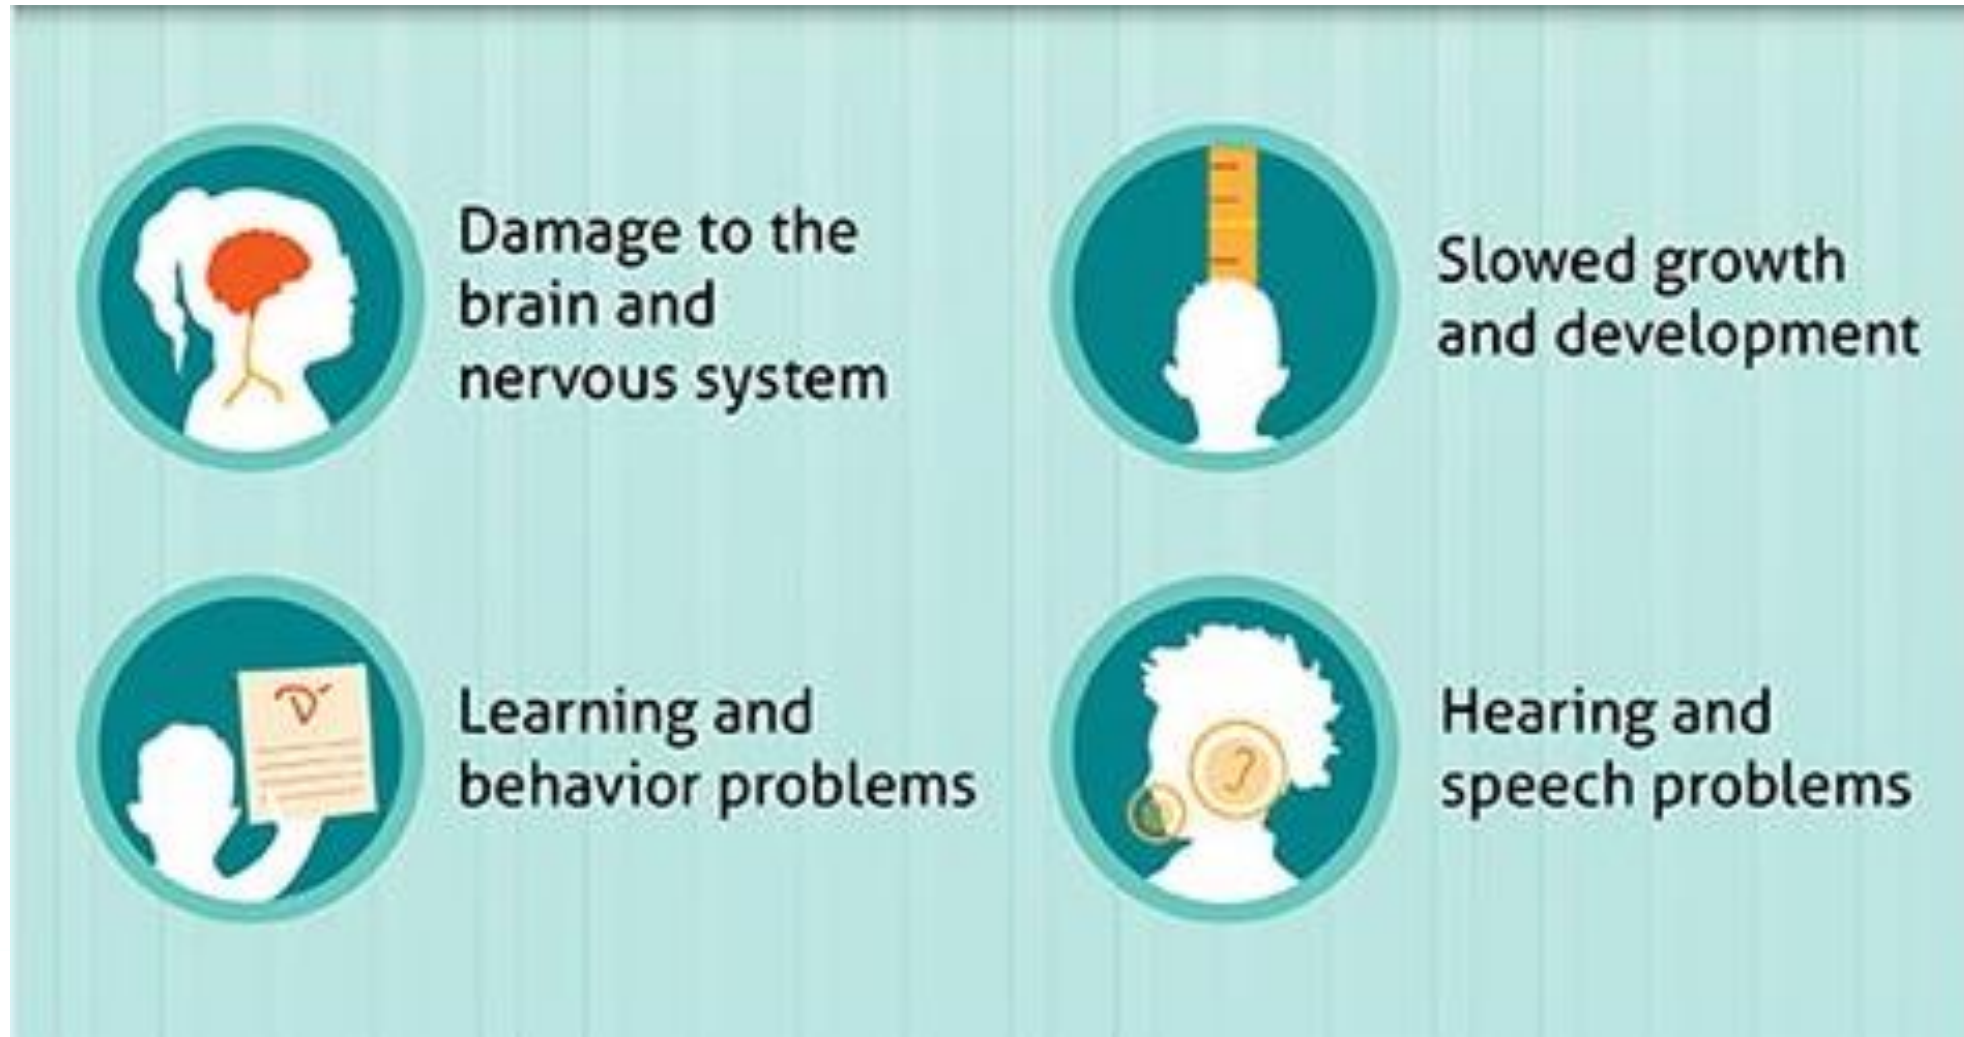 Damage to the
brain and
nervous system
Slowed growth
and development
D-
Learning and
behavior problems
Hearing and
speech problems